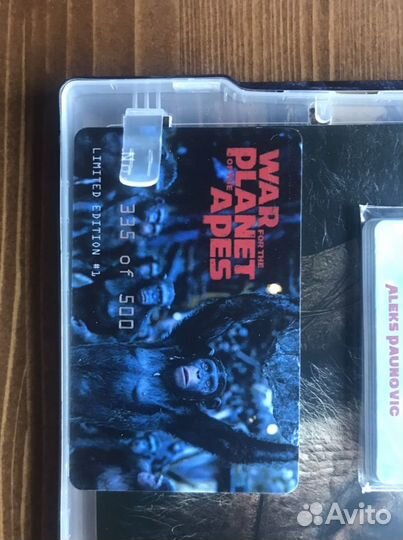 WAR
FOR THE
PLANET
OF THE
APES
335 of 500
LIMITED EDITION #1
ALEKS PAUNOVIC
Avito